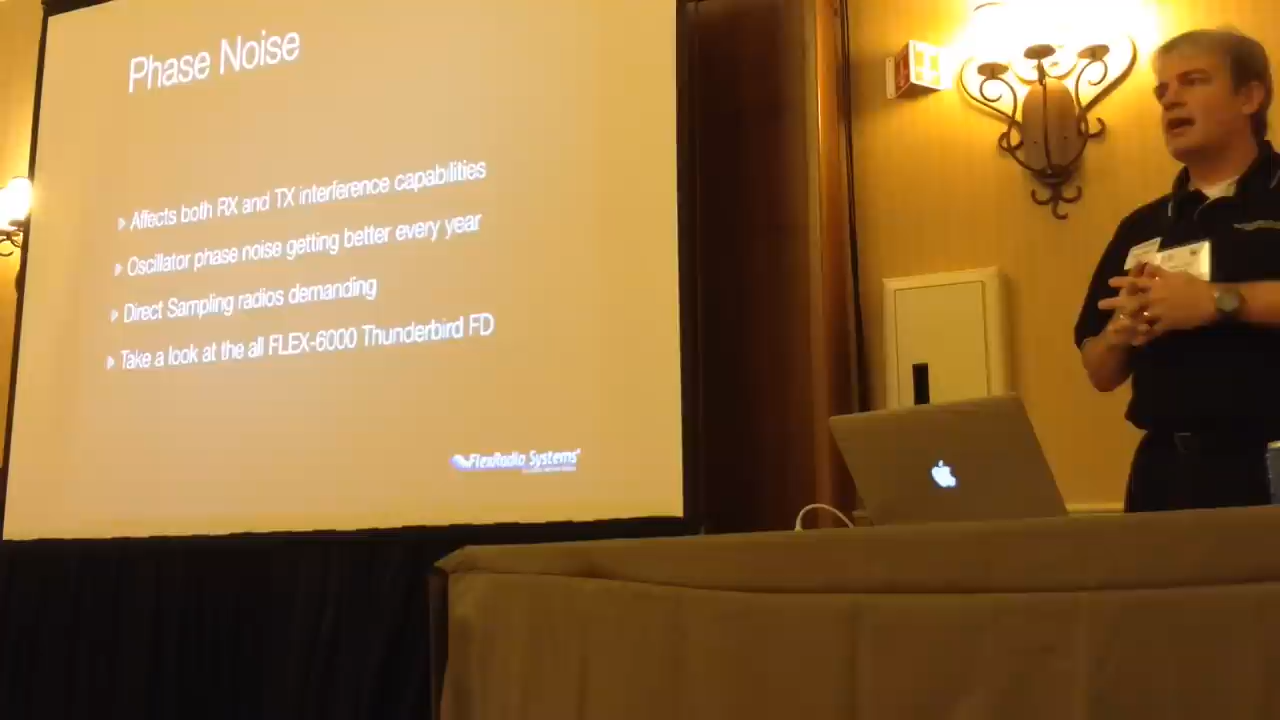 Phase Noise
Affects both RX and TX interference capabilities
Oscillator phase noise getting better every year
Direct Sampling radios demanding
Take a look at the all FLEX-6000 Thunderbird FD
FlexRadio Systems